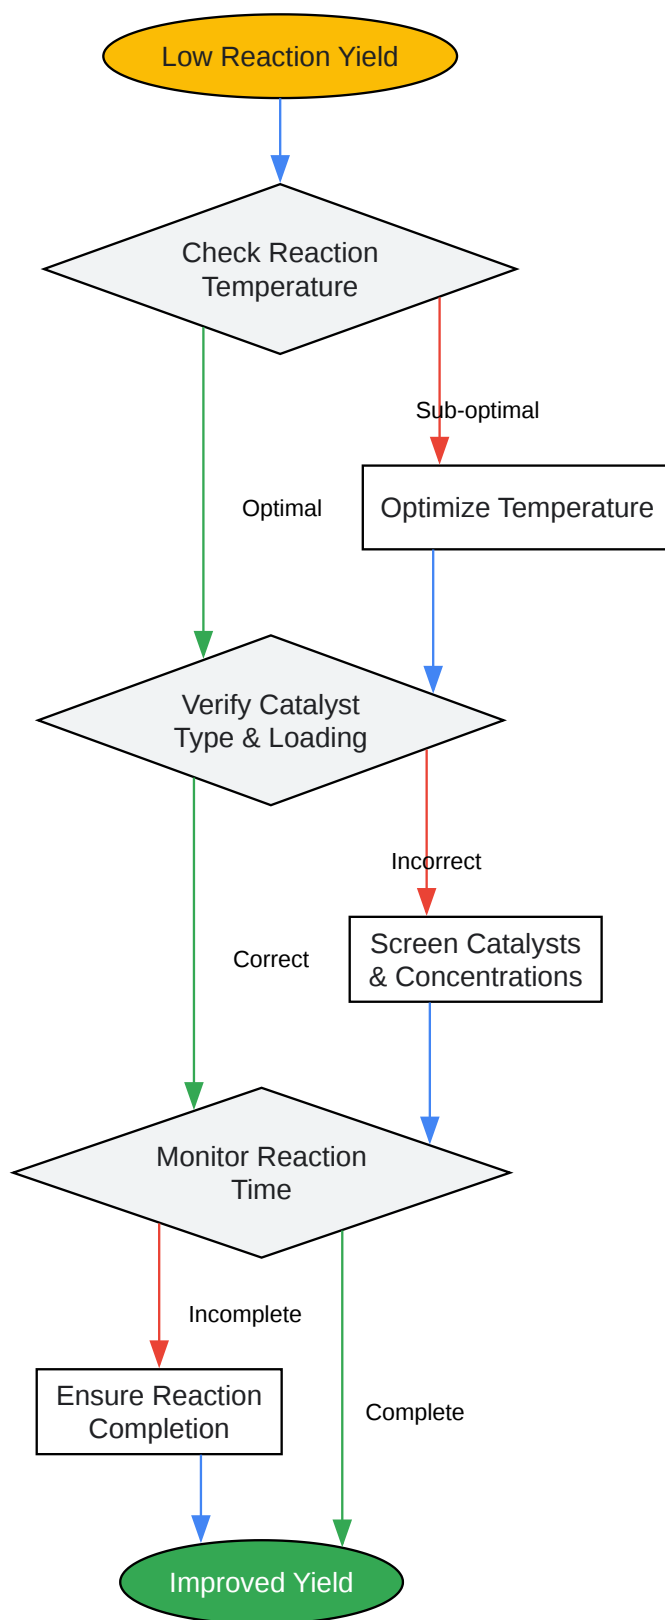 Low Reaction Yield
Check Reaction
Temperature
Sub-optimal
Optimal
Optimize Temperature
Verify Catalyst
Type & Loading
Incorrect
Correct
Screen Catalysts
& Concentrations
Monitor Reaction
Time
Incomplete
Ensure Reaction
Completion
Complete
Improved Yield